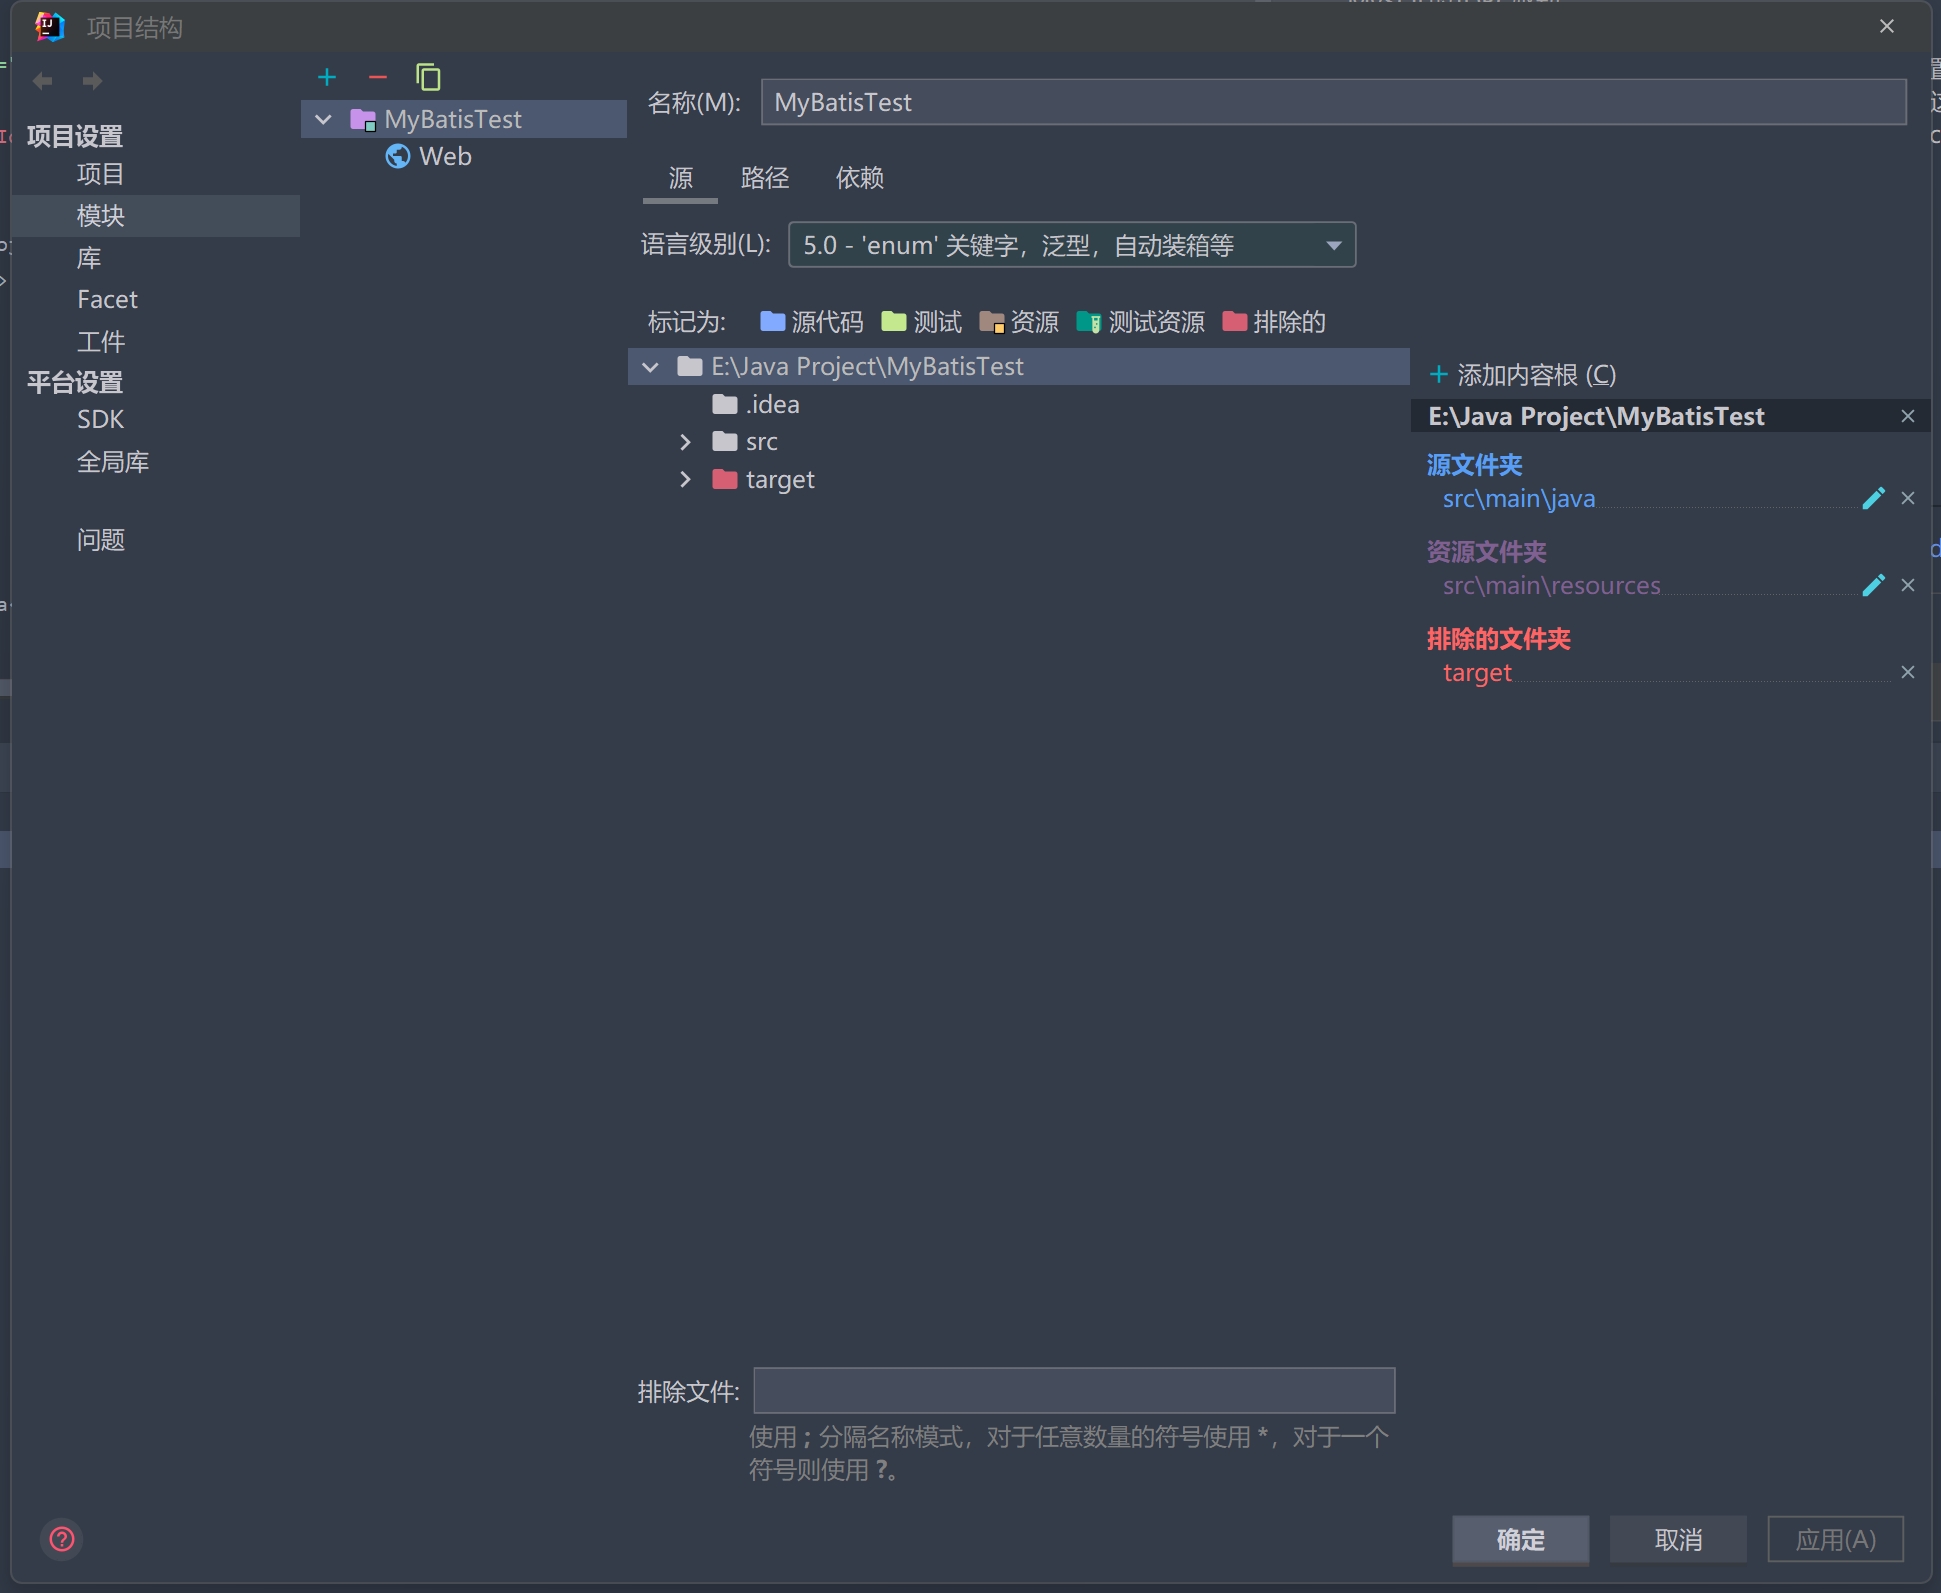 项目结构
项目设置
项目
模块
库
Facet
工件
平台设置
SDK
全局库
问题
MyBatisTest
Web
名称(M): MyBatisTest
源 路径 依赖
语言级别(L): 5.0 - 'enum' 关键字，泛型，自动装箱等
标记为: 源代码 测试 资源 测试资源 排除的
E:\Java Project\MyBatisTest
.idea
src
target
添加内容根 (C)
E:\Java Project\MyBatisTest
源文件夹
src\main\java
资源文件夹
src\main\resources
排除的文件夹
target
排除文件:
使用 ; 分隔名称模式，对于任意数量的符号使用 *，对于一个
符号则使用 ?。
确定 取消 应用(A)